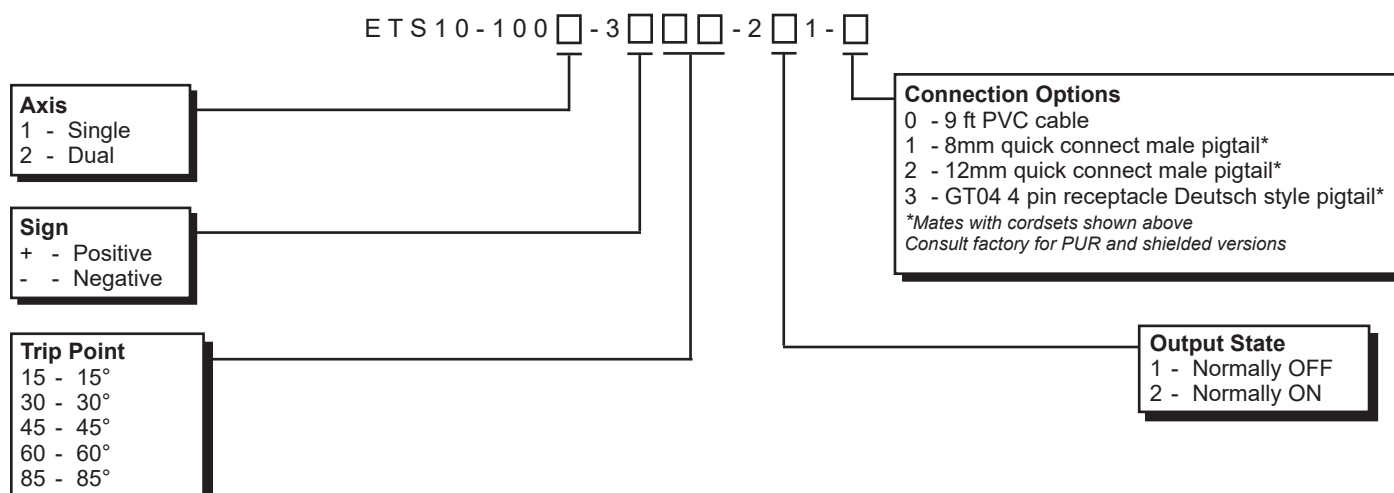 ETS10-100□-3□□□-2□1-□
Axis
1 - Single
2 - Dual
Sign
+ - Positive
- - Negative
Trip Point
15 - 15°
30 - 30°
45 - 45°
60 - 60°
85 - 85°
Connection Options
0 - 9 ft PVC cable
1 - 8mm quick connect male pigtail*
2 - 12mm quick connect male pigtail*
3 - GT04 4 pin receptacle Deutsch style pigtail*
*Mates with cordsets shown above
Consult factory for PUR and shielded versions
Output State
1 - Normally OFF
2 - Normally ON